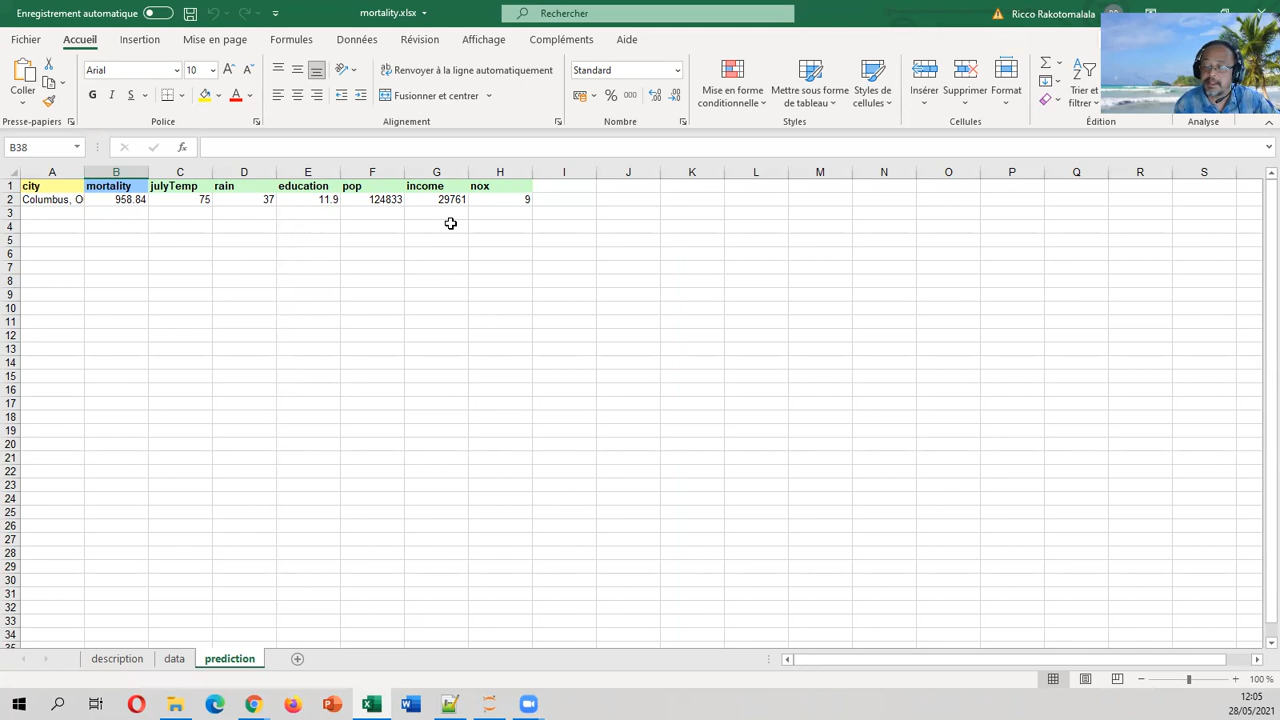 Enregistrement automatique
mortality.xlsx
Rechercher
Ricco Rakotomalala
Fichier Accueil Insertion Mise en page Formules Données Révision Affichage Compléments Aide
Coller
Arial 10
Renvoyer à la ligne automatiquement
Standard
G I S
Fusionner et centrer
% 000
Mise en forme conditionnelle
Mettre sous forme de tableau
Styles de cellules
Insérer Supprimer Format
Trier et filtrer
Presse-papiers Police Alignement Nombre Styles Cellules Édition Analyse
B38
fx
A B C D E F G H I J K L M N O P Q R S
1 city mortality julyTemp rain education pop income nox
2 Columbus, O 958.84 75 37 11.9 124833 29761 9
3
4
5
6
7
8
9
10
11
12
13
14
15
16
17
18
19
20
21
22
23
24
25
26
27
28
29
30
31
32
33
34
description data prediction
100 %
12:05
28/05/2021